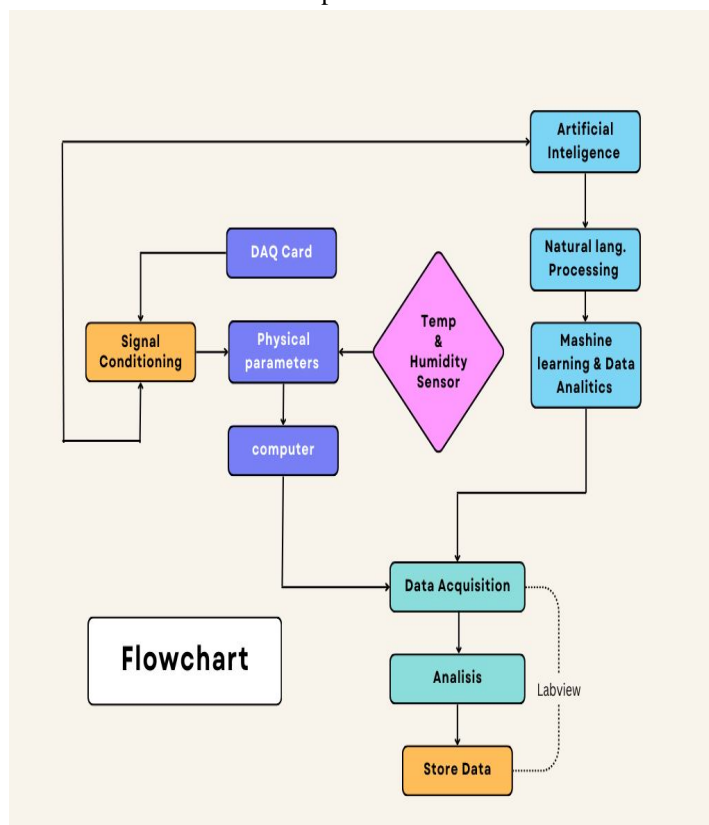 Artificial
Inteligence
DAQ Card
Natural lang.
Processing
Signal
Conditioning
Physical
parameters
Temp
&
Humidity
Sensor
Mashine
learning & Data
Analitics
computer
Data Acquisition
Flowchart
Analisis
Labview
Store Data